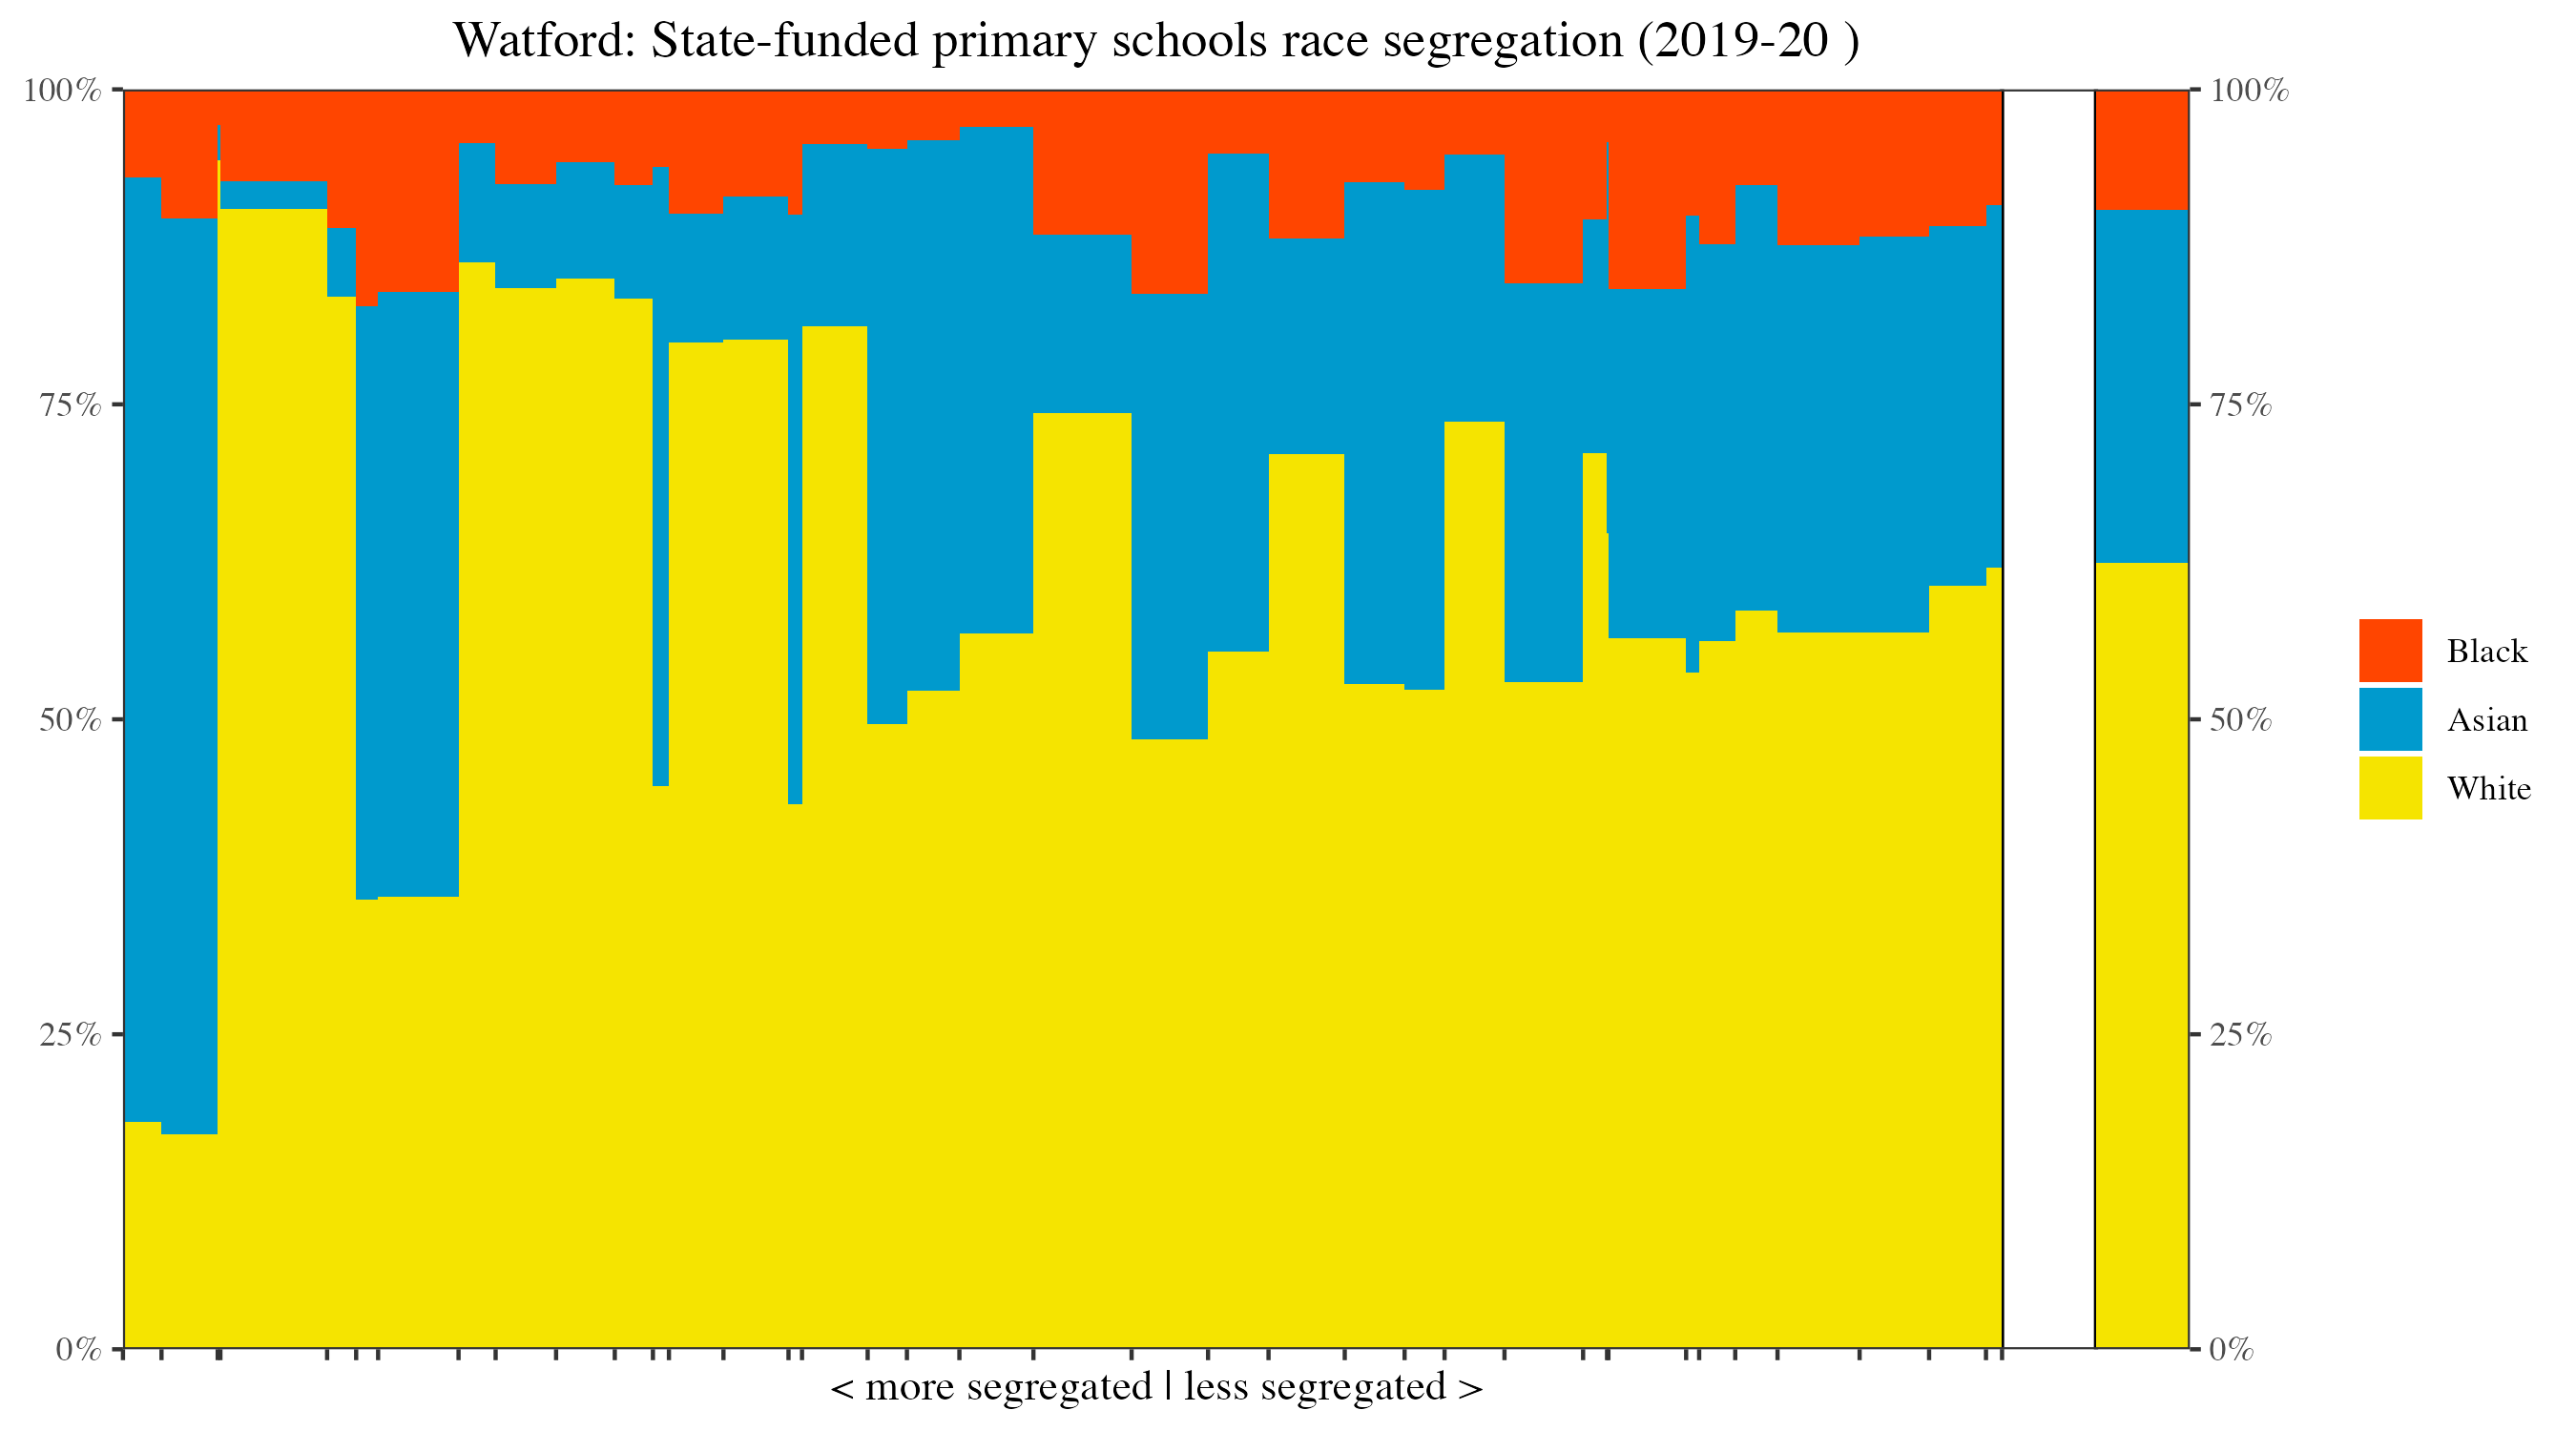 Watford: State-funded primary schools race segregation (2019-20 )
100%
75%
50%
25%
0%
100%
75%
50%
25%
0%
Black
Asian
White
< more segregated | less segregated >